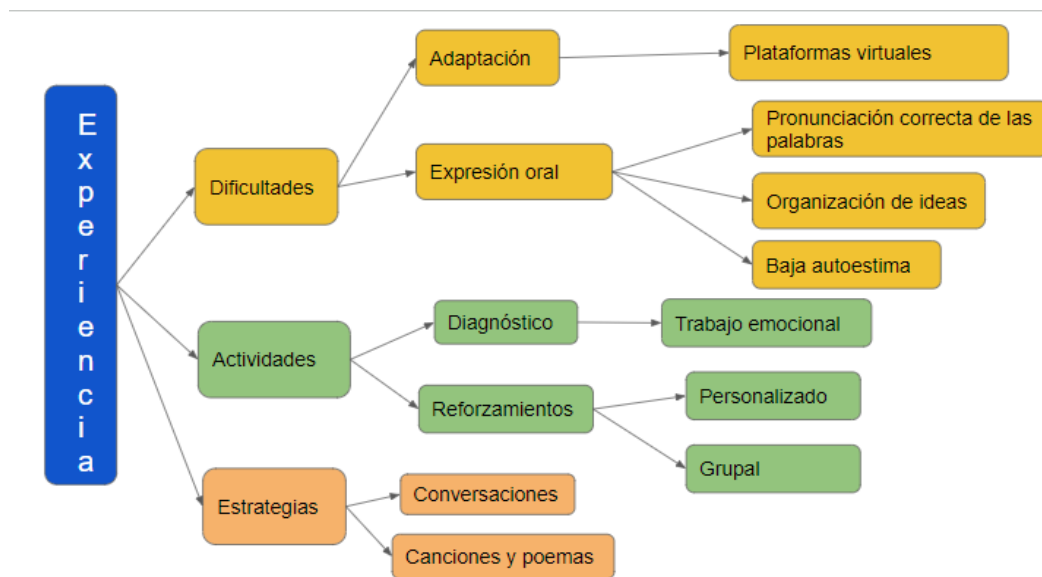 Experiencia
Dificultades
Adaptación
Plataformas virtuales
Expresión oral
Pronunciación correcta de las
palabras
Organización de ideas
Baja autoestima
Actividades
Diagnóstico
Trabajo emocional
Reforzamientos
Personalizado
Grupal
Estrategias
Conversaciones
Canciones y poemas